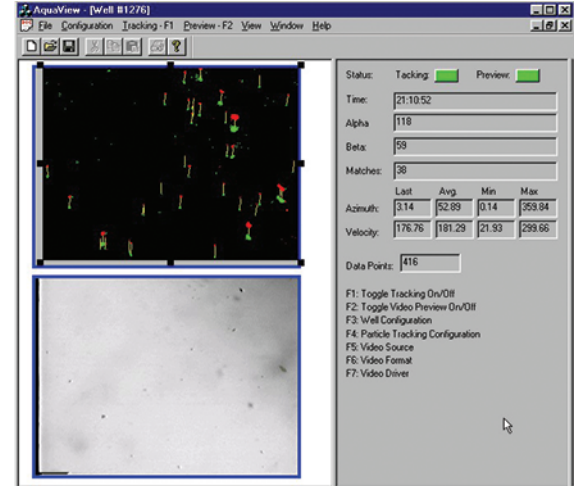 AquaView - [Well #1276]
File Configuration Tracking - F1 Preview - F2 View Window Help
Status: Tacking: Preview:
Time: 21:10:52
Alpha 118
Beta: 59
Matches: 38
Last Avg. Min Max
Azimuth: 3.14 52.89 0.14 359.84
Velocity: 176.76 181.29 21.93 299.66
Data Points: 416
F1: Toggle Tracking On/Off
F2: Toggle Video Preview On/Off
F3: Well Configuration
F4: Particle Tracking Configuration
F5: Video Source
F6: Video Format
F7: Video Driver